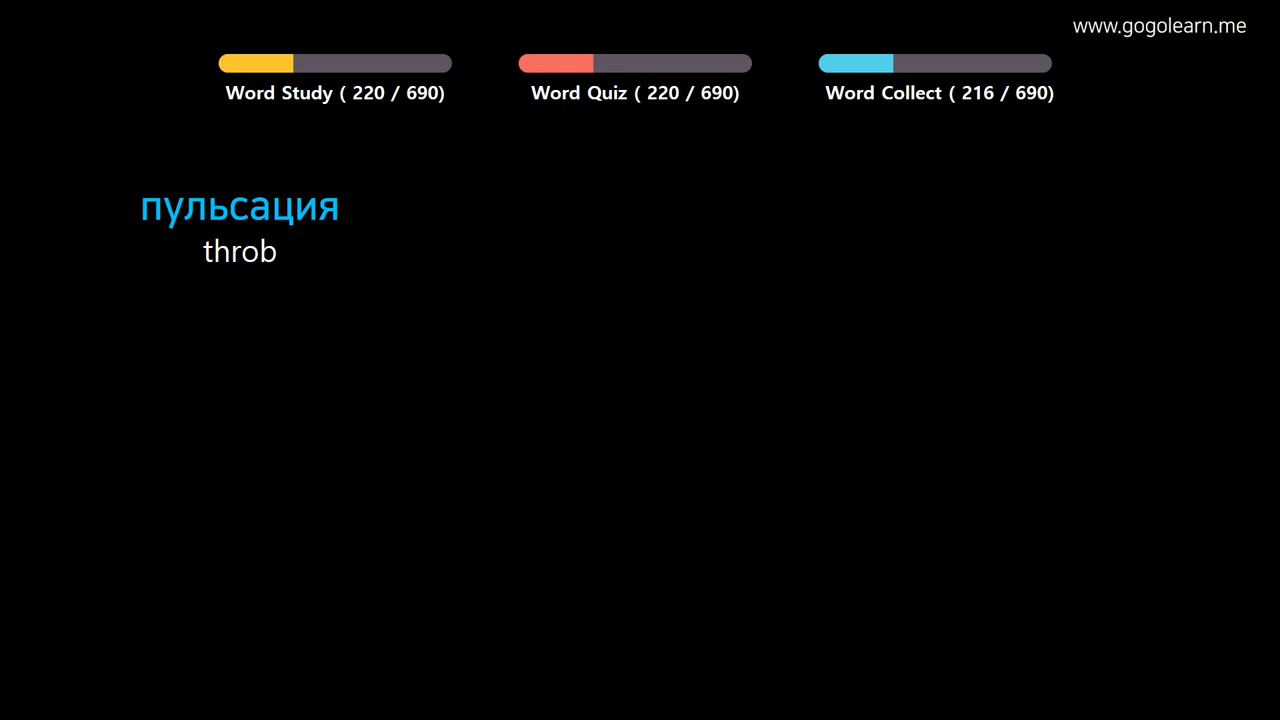 www.gogolearn.me
Word Study ( 220 / 690)
Word Quiz ( 220 / 690)
Word Collect ( 216 / 690)
пульсация
throb